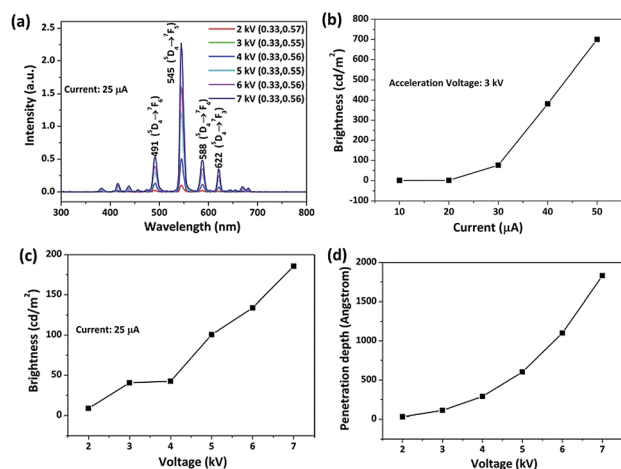 (a)
2 kV (0.33,0.57)
3 kV (0.33,0.55)
4 kV (0.33,0.56)
5 kV (0.33,0.55)
6 kV (0.33,0.56)
7 kV (0.33,0.56)
Current: 25 μA
491 (⁵D₄→⁷F₆)
545 (⁵D₄→⁷F₅)
588 (⁵D₄→⁷F₄)
622 (⁵D₄→⁷F₃)
Intensity (a.u.)
2.5
2.0
1.5
1.0
0.5
0.0
300 400 500 600 700 800
Wavelength (nm)
(b)
Acceleration Voltage: 3 kV
Brightness (cd/m²)
800
700
600
500
400
300
200
100
0
10 20 30 40 50
Current (μA)
(c)
Current: 25 μA
Brightness (cd/m²)
200
150
100
50
0
2 3 4 5 6 7
Voltage (kV)
(d)
Penetration depth (Angstrom)
2000
1500
1000
500
0
2 3 4 5 6 7
Voltage (kV)